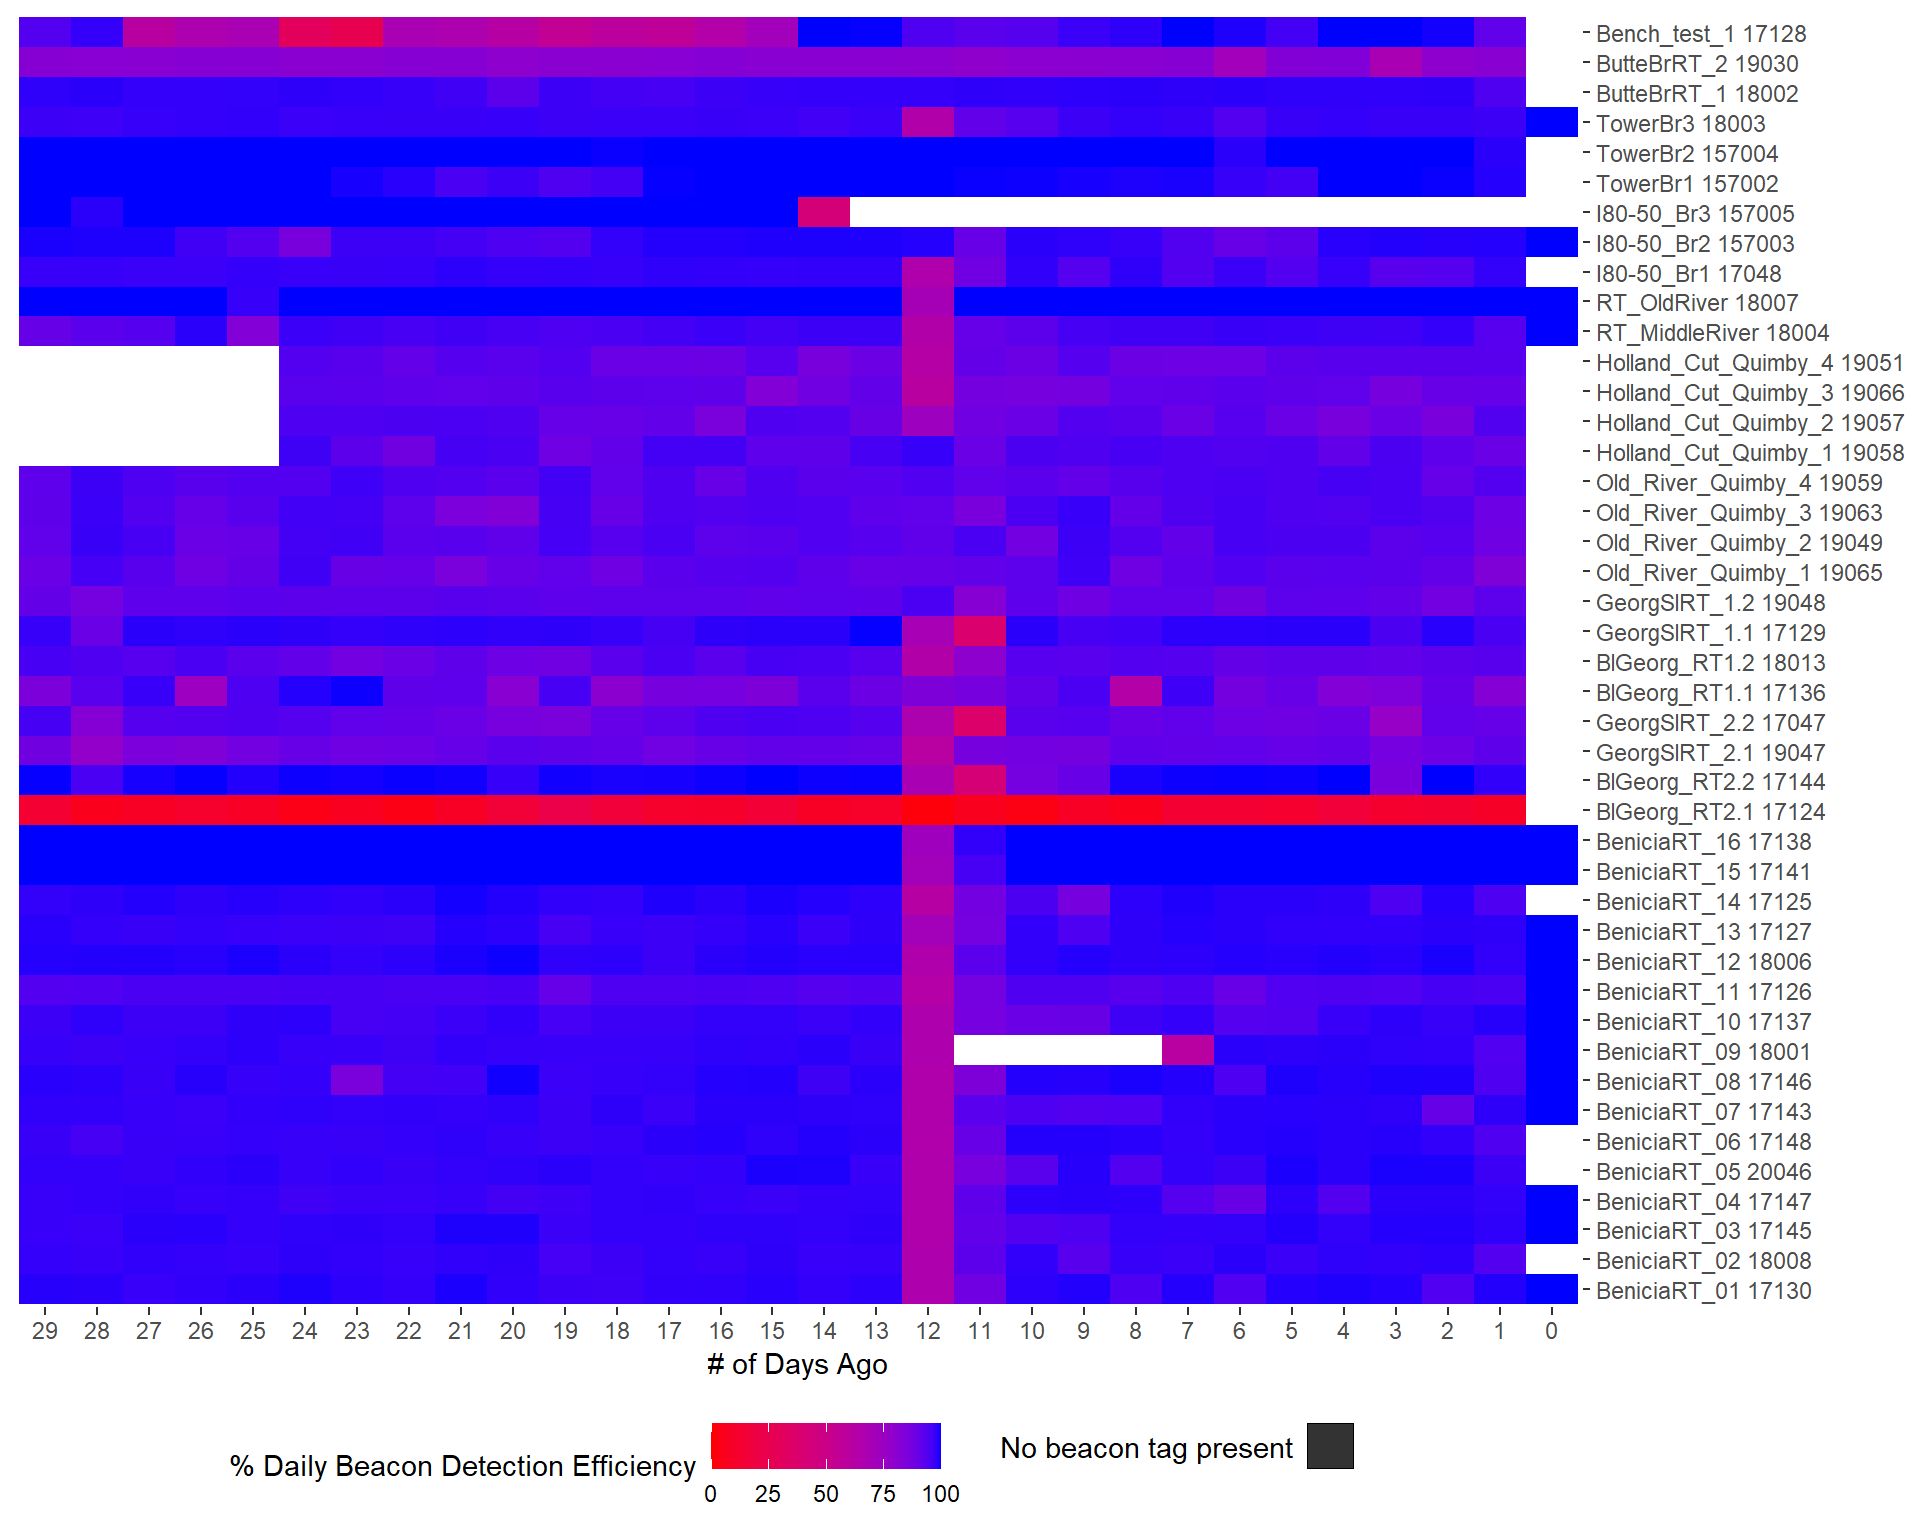 Bench_test_1 17128
ButteBrRT_2 19030
ButteBrRT_1 18002
TowerBr3 18003
TowerBr2 157004
TowerBr1 157002
I80-50_Br3 157005
I80-50_Br2 157003
I80-50_Br1 17048
RT_OldRiver 18007
RT_MiddleRiver 18004
Holland_Cut_Quimby_4 19051
Holland_Cut_Quimby_3 19066
Holland_Cut_Quimby_2 19057
Holland_Cut_Quimby_1 19058
Old_River_Quimby_4 19059
Old_River_Quimby_3 19063
Old_River_Quimby_2 19049
Old_River_Quimby_1 19065
GeorgSlRT_1.2 19048
GeorgSlRT_1.1 17129
BlGeorg_RT1.2 18013
BlGeorg_RT1.1 17136
GeorgSlRT_2.2 17047
GeorgSlRT_2.1 19047
BlGeorg_RT2.2 17144
BlGeorg_RT2.1 17124
BeniciaRT_16 17138
BeniciaRT_15 17141
BeniciaRT_14 17125
BeniciaRT_13 17127
BeniciaRT_12 18006
BeniciaRT_11 17126
BeniciaRT_10 17137
BeniciaRT_09 18001
BeniciaRT_08 17146
BeniciaRT_07 17143
BeniciaRT_06 17148
BeniciaRT_05 20046
BeniciaRT_04 17147
BeniciaRT_03 17145
BeniciaRT_02 18008
BeniciaRT_01 17130
29 28 27 26 25 24 23 22 21 20 19 18 17 16 15 14 13 12 11 10 9 8 7 6 5 4 3 2 1 0
# of Days Ago
% Daily Beacon Detection Efficiency
0 25 50 75 100
No beacon tag present